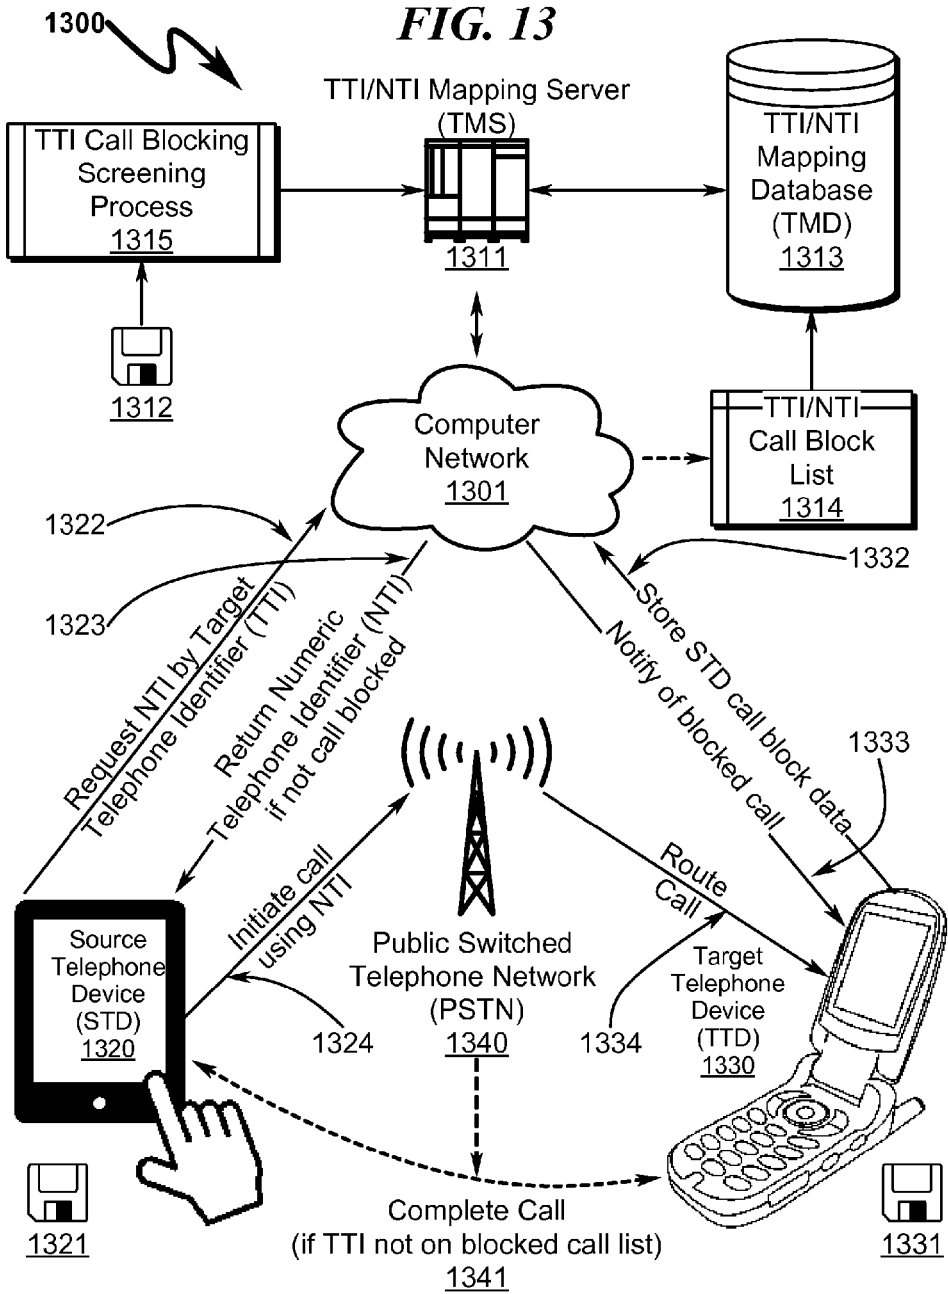 FIG. 13
1300
TTI/NTI Mapping Server
(TMS)
1311
TTI Call Blocking
Screening
Process
1315
1312
TTI/NTI
Mapping
Database
(TMD)
1313
TTI/NTI
Call Block
List
1314
Computer
Network
1301
1322
1323
1332
1333
Request NTI by Target
Telephone Identifier (TTI)
Return Numeric
Telephone Identifier (NTI)
if not call blocked
Store STD call block data
Notify of blocked call
Initiate call
using NTI
Route
Call
Source
Telephone
Device
(STD)
1320
1324
Public Switched
Telephone Network
(PSTN)
1340
1334
Target
Telephone
Device
(TTD)
1330
1321
Complete Call
(if TTI not on blocked call list)
1341
1331